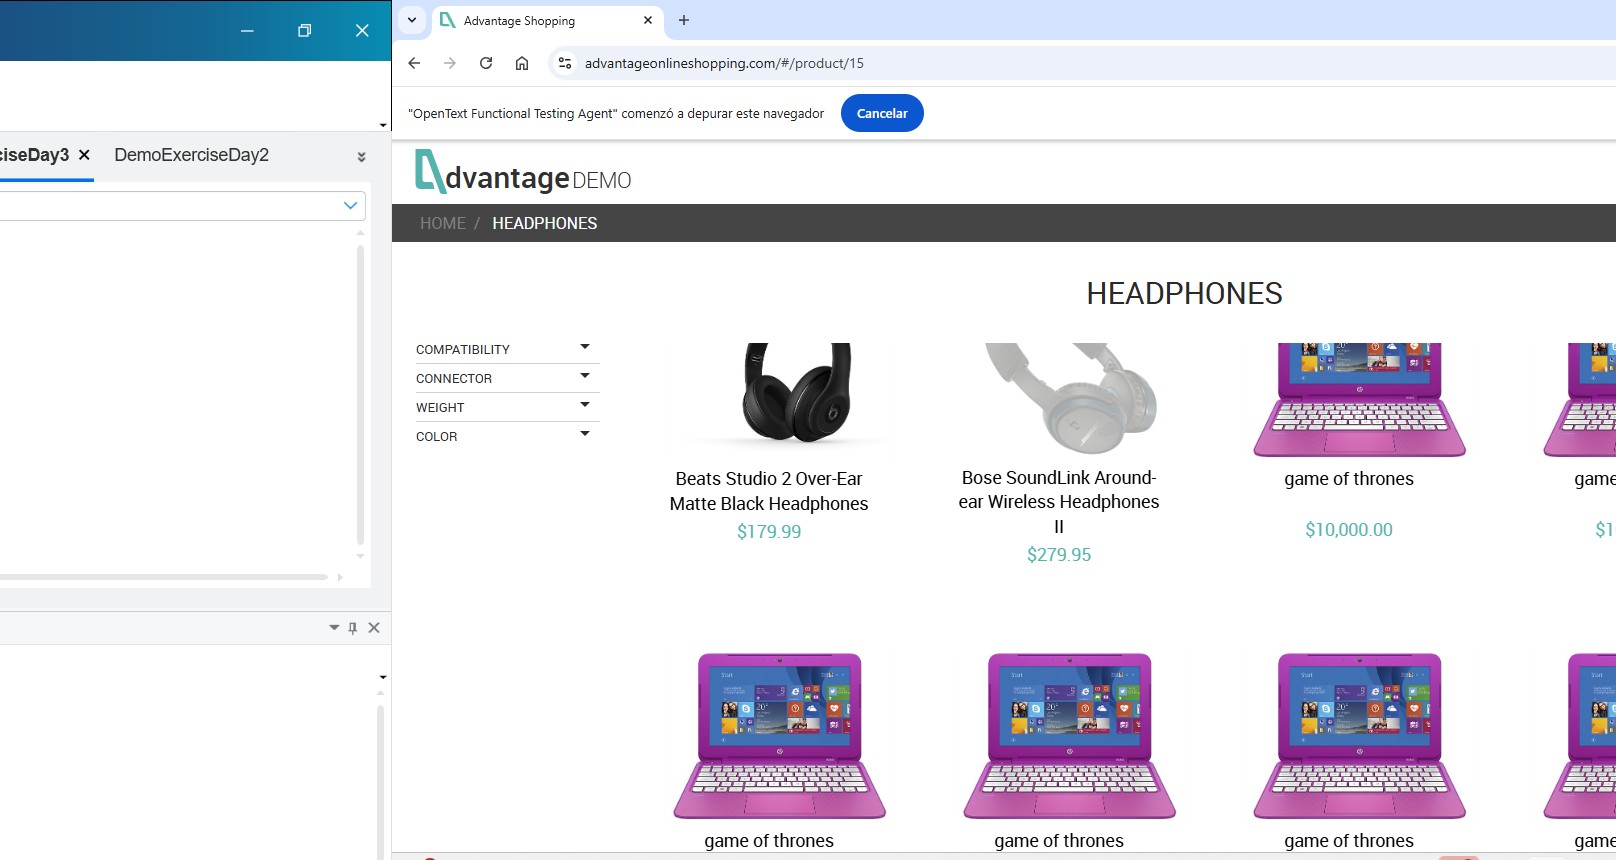 Advantage Shopping
advantageonlineshopping.com/#/product/15
"OpenText Functional Testing Agent" comenzó a depurar este navegador
Cancelar
ciseDay3
DemoExerciseDay2
dvantage DEMO
HOME / HEADPHONES
HEADPHONES
COMPATIBILITY
CONNECTOR
WEIGHT
COLOR
Beats Studio 2 Over-Ear
Matte Black Headphones
$179.99
Bose SoundLink Around-
ear Wireless Headphones
II
$279.95
game of thrones
$10,000.00
game
$1
game of thrones
game of thrones
game of thrones
game